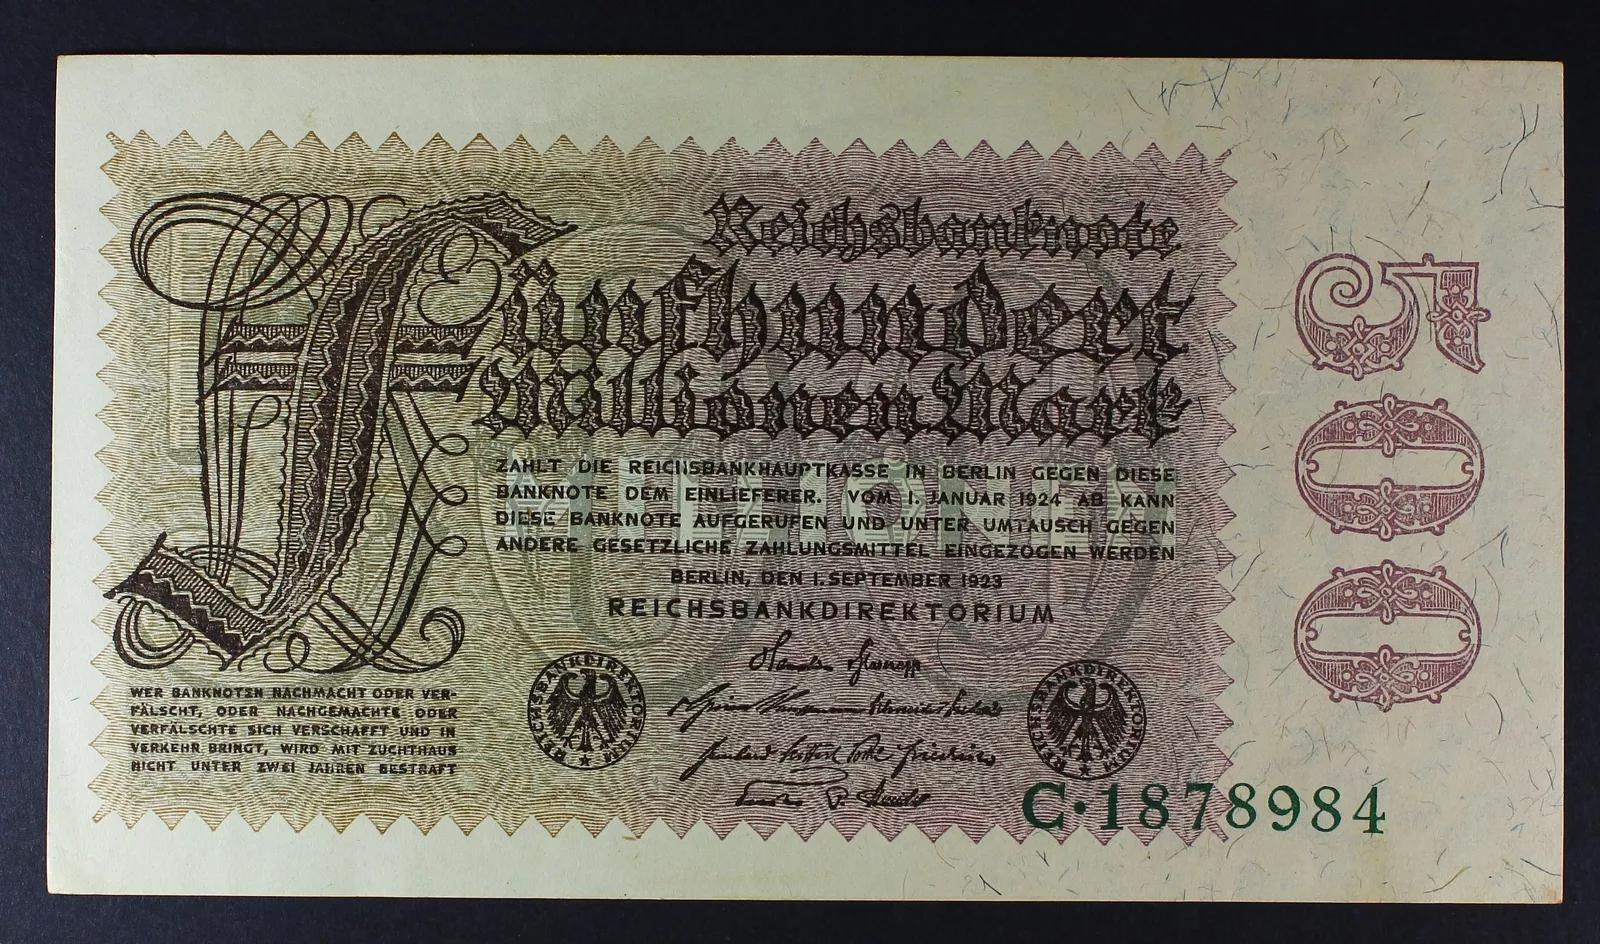 Reichsbanknote
Fünfhundert
Millionen Mark
ZAHLT DIE REICHSBANKHAUPTKASSE IN BERLIN GEGEN DIESE
BANKNOTE DEM EINLIEFERER. VOM 1. JANUAR 1924 AB KANN
DIESE BANKNOTE AUFGERUFEN UND UNTER UMTAUSCH GEGEN
ANDERE GESETZLICHE ZAHLUNGSMITTEL EINGEZOGEN WERDEN
BERLIN, DEN 1. SEPTEMBER 1923
REICHSBANKDIREKTORIUM
WER BANKNOTEN NACHMACHT ODER VER-
FÄLSCHT, ODER NACHGEMACHTE ODER
VERFÄLSCHTE SICH VERSCHAFFT UND IN
VERKEHR BRINGT, WIRD MIT ZUCHTHAUS
NICHT UNTER ZWEI JAHREN BESTRAFT
REICHSBANKDIREKTORIUM
REICHSBANKDIREKTORIUM
C·1878984
500